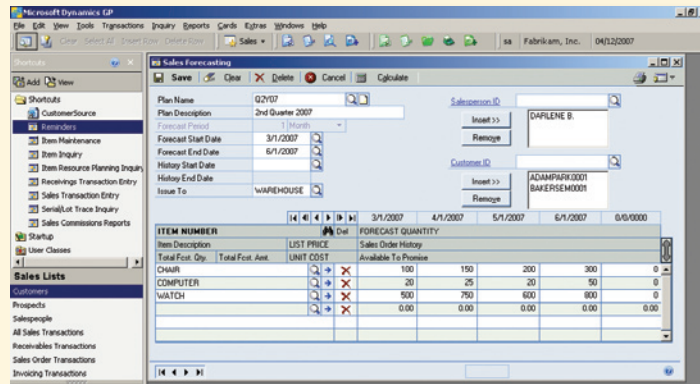 Microsoft Dynamics GP
File Edit View Tools Transactions Inquiry Reports Cards Extras Windows Help
Clear Select All Insert Row Delete Row Sales sa Fabrikam, Inc. 04/12/2007
Shortcuts
Add View
Shortcuts
CustomerSource
Reminders
Item Maintenance
Item Inquiry
Item Resource Planning Inquiry
Receivings Transaction Entry
Sales Transaction Entry
Serial/Lot Trace Inquiry
Sales Commissions Reports
Startup
User Classes
Sales Lists
Customers
Prospects
Salespeople
All Sales Transactions
Receivables Transactions
Sales Order Transactions
Invoicing Transactions
Sales Forecasting
Save Clear Delete Cancel Calculate
Plan Name Q2Y07
Plan Description 2nd Quarter 2007
Forecast Period 1 Month
Forecast Start Date 3/1/2007
Forecast End Date 6/1/2007
History Start Date
History End Date
Issue To WAREHOUSE
Salesperson ID
Insert >>
Remove
DARLENE B.
Customer ID
Insert >>
Remove
ADAMPARK0001
BAKERSEM0001
3/1/2007 4/1/2007 5/1/2007 6/1/2007 0/0/0000
ITEM NUMBER Del FORECAST QUANTITY
Item Description LIST PRICE Sales Order History
Total Fcst. Qty. Total Fcst. Amt. UNIT COST Available To Promise
CHAIR 100 150 200 300 0
COMPUTER 20 25 20 50 0
WATCH 500 750 600 800 0
0.00 0.00 0.00 0.00 0.00